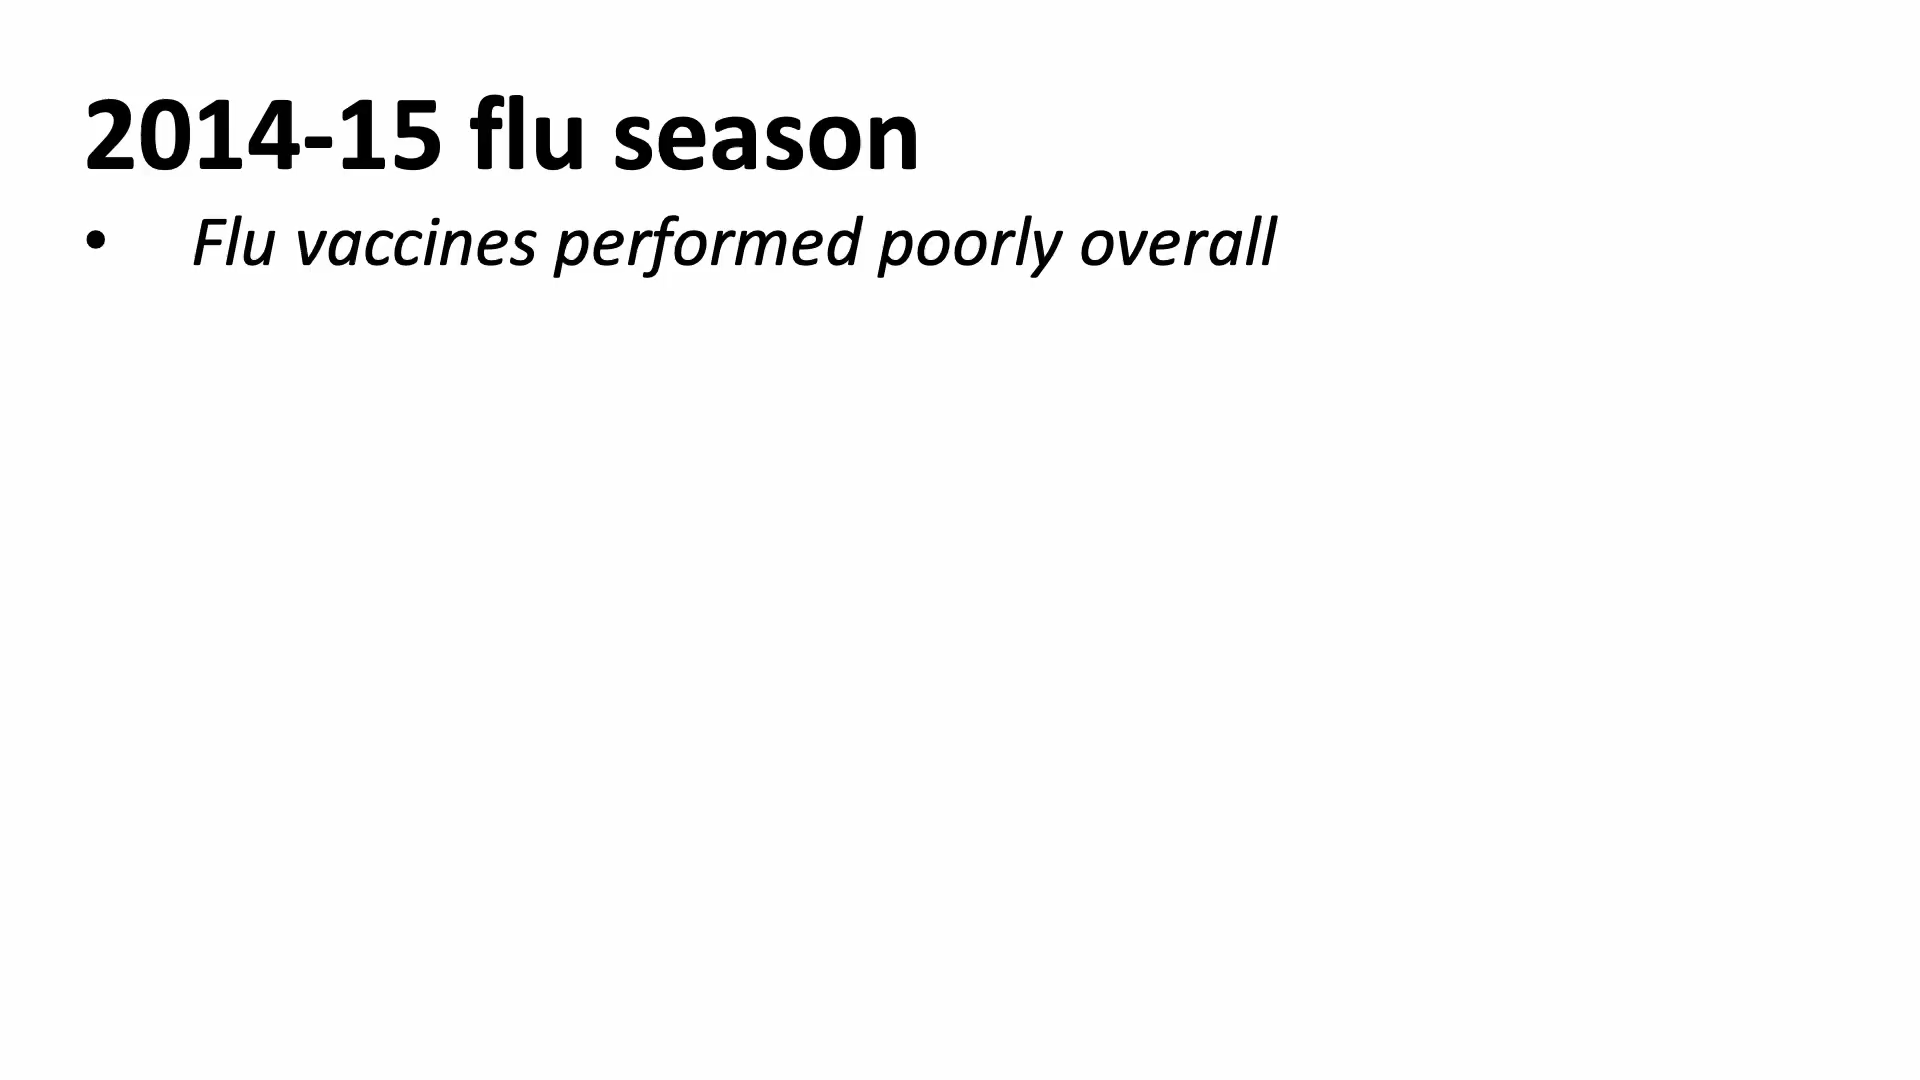 2014-15 flu season
• Flu vaccines performed poorly overall